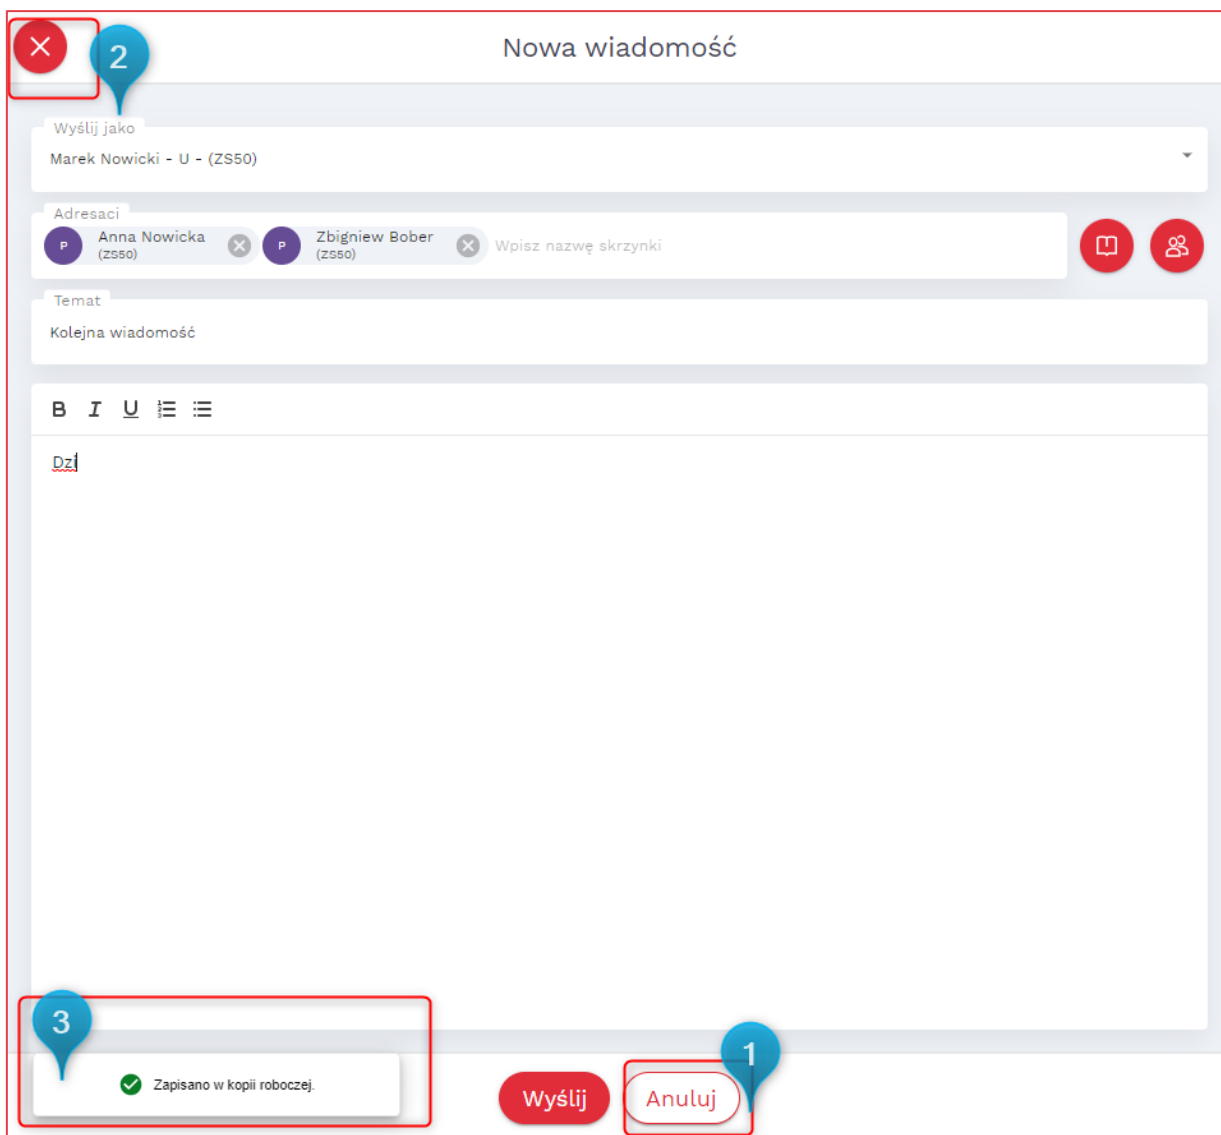 2
Nowa wiadomość
Wyślij jako
Marek Nowicki - U - (ZS50)
Adresaci
P
Anna Nowicka
(ZS50)
P
Zbigniew Bober
(ZS50)
Wpisz nazwę skrzynki
Temat
Kolejna wiadomość
B I U
Dzi
3
Zapisano w kopii roboczej.
Wyślij
1
Anuluj